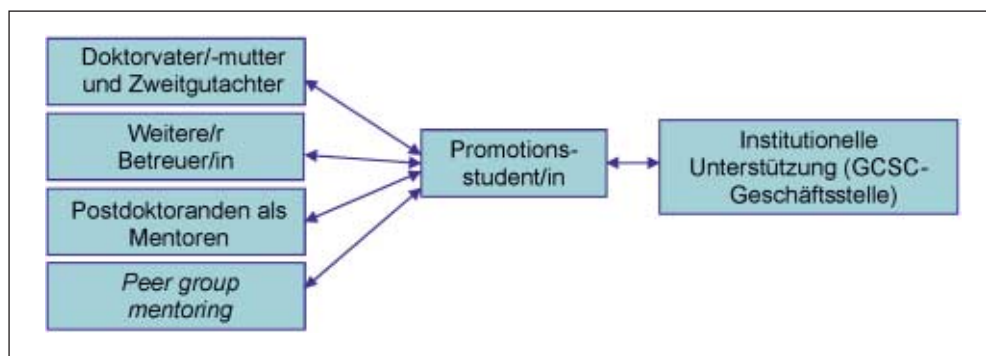 Doktorvater/-mutter
und Zweitgutachter
Weitere/r
Betreuer/in
Postdoktoranden als
Mentoren
Peer group
mentoring
Promotions-
student/in
Institutionelle
Unterstützung (GCSC-
Geschäftsstelle)